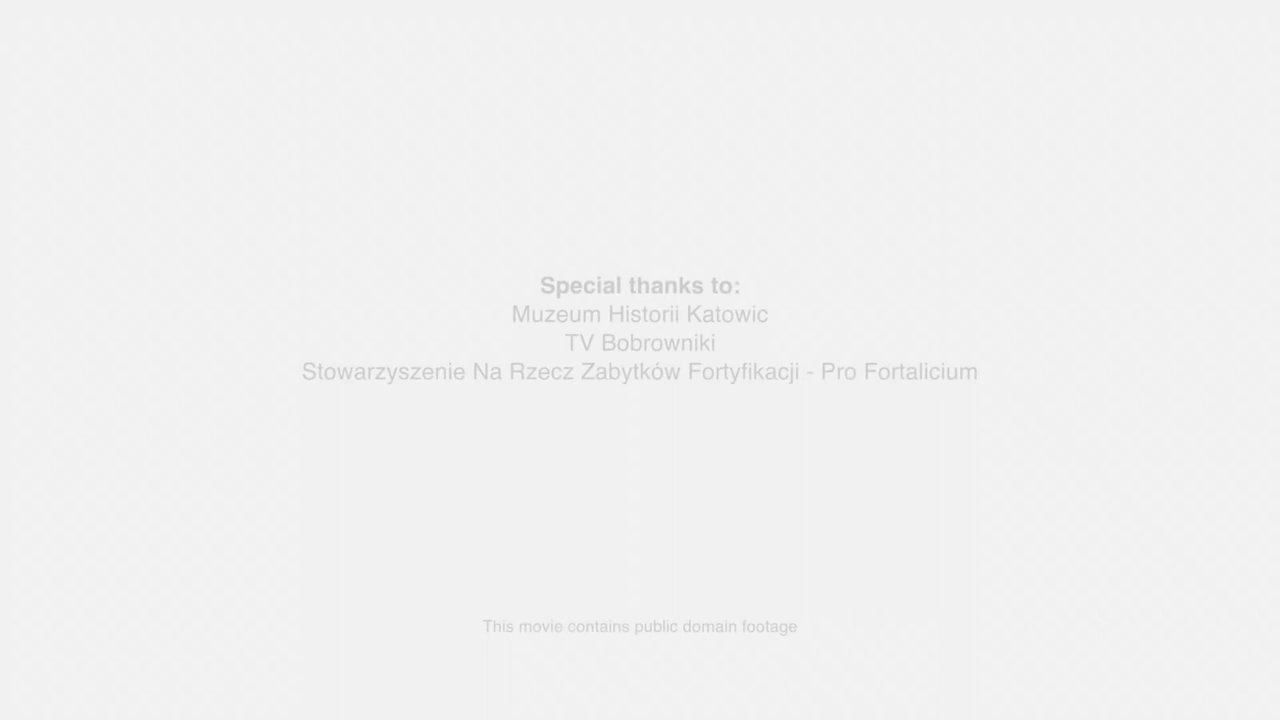 Special thanks to:
Muzeum Historii Katowic
TV Bobrowniki
Stowarzyszenie Na Rzecz Zabytków Fortyfikacji - Pro Fortalicium
This movie contains public domain footage